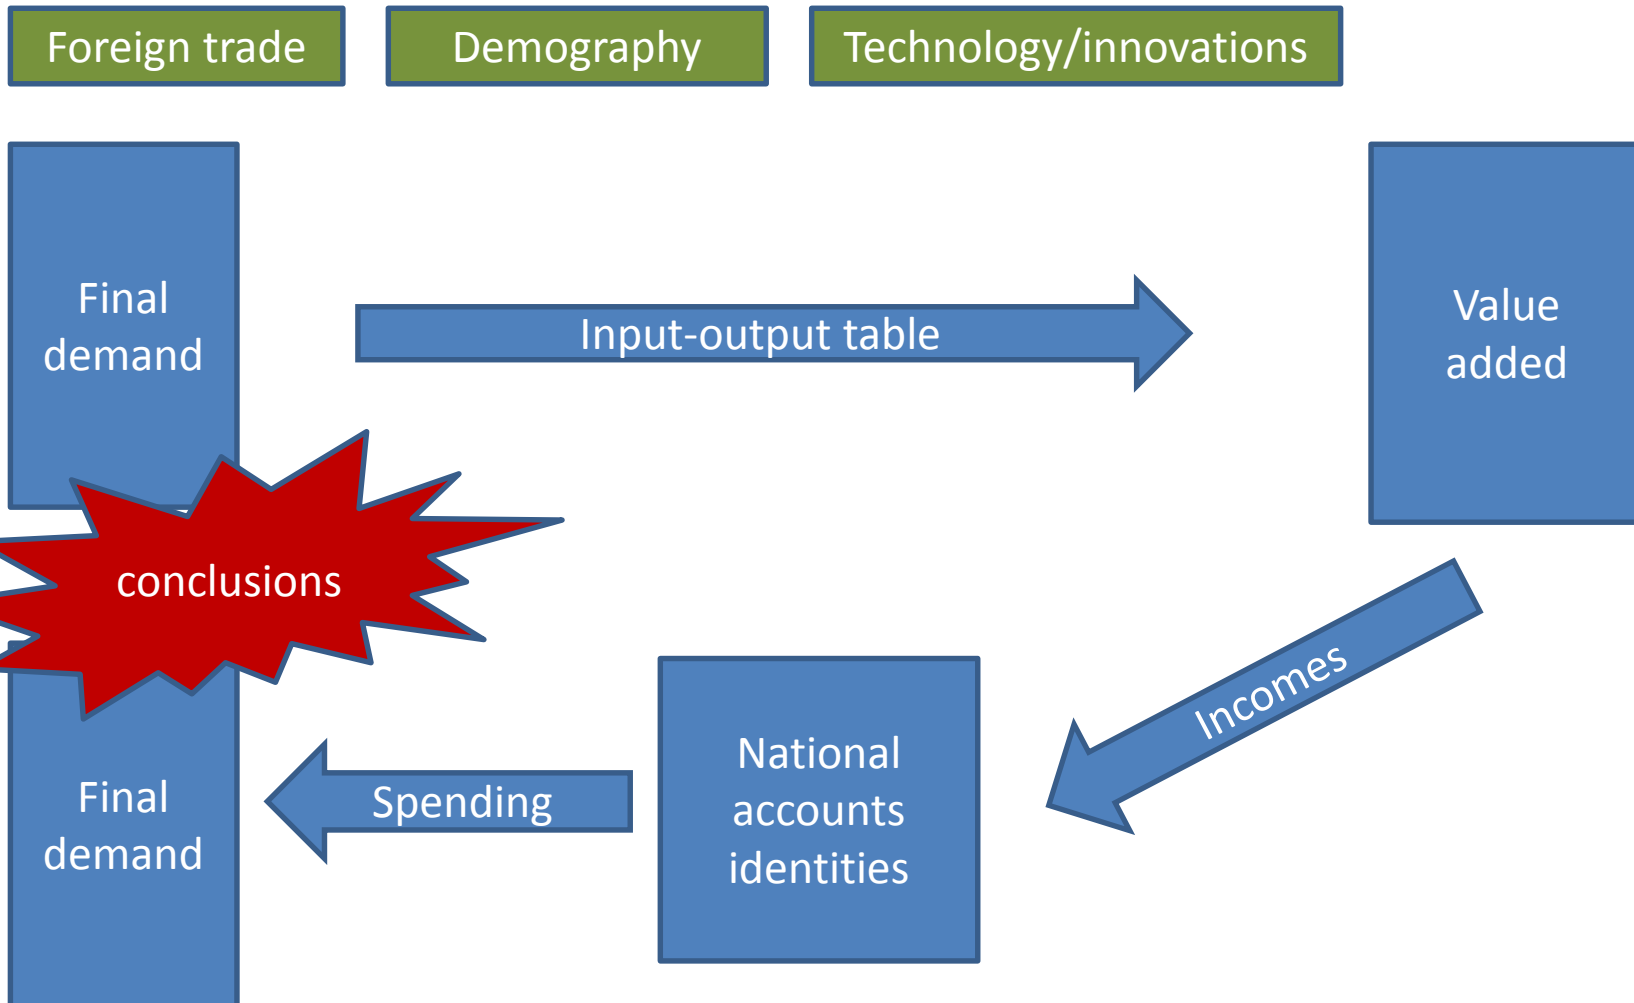 Foreign trade
Demography
Technology/innovations
Final
demand
Input-output table
Value
added
conclusions
Incomes
National
accounts
identities
Spending
Final
demand